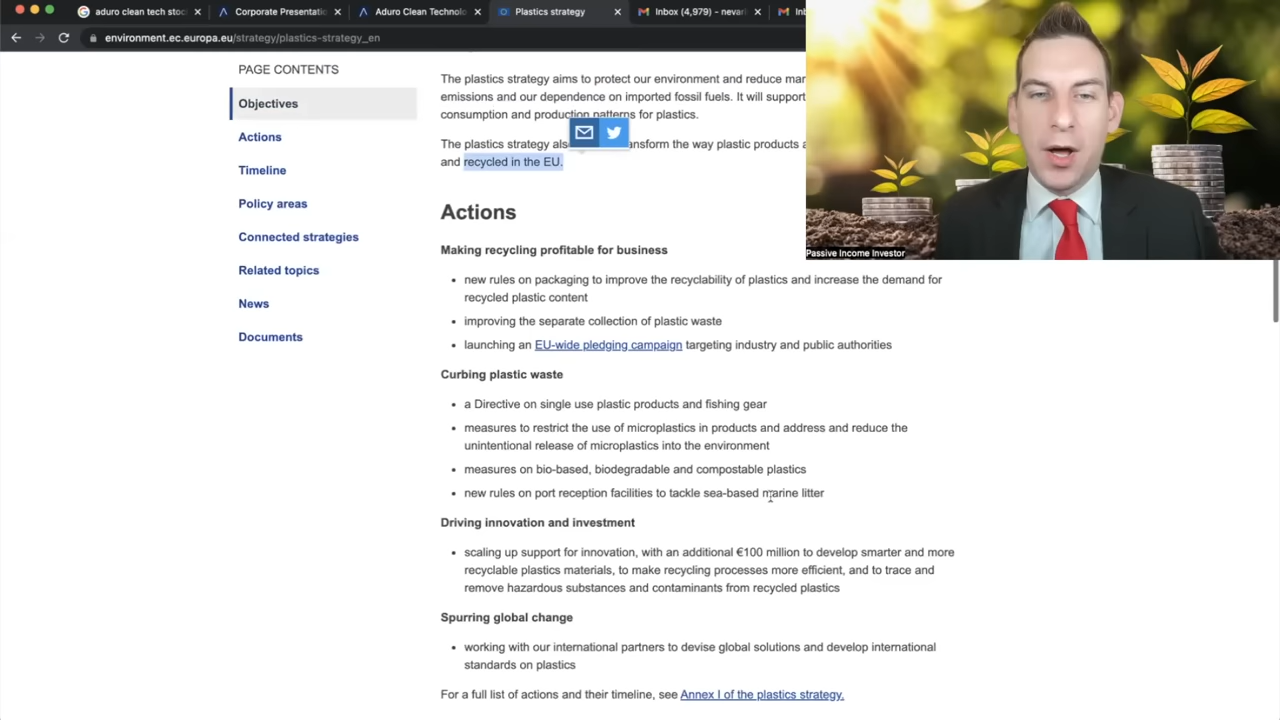 aduro clean tech stoc
Corporate Presentatio
Aduro Clean Technolo
Plastics strategy
Inbox (4,979) – nevari
Inb
environment.ec.europa.eu/strategy/plastics-strategy_en
PAGE CONTENTS
Objectives
Actions
Timeline
Policy areas
Connected strategies
Related topics
News
Documents
The plastics strategy aims to protect our environment and reduce mar
emissions and our dependence on imported fossil fuels. It will support
consumption and production patterns for plastics.
The plastics strategy als ansform the way plastic products a
and recycled in the EU.
Actions
Making recycling profitable for business
• new rules on packaging to improve the recyclability of plastics and increase the demand for
recycled plastic content
• improving the separate collection of plastic waste
• launching an EU-wide pledging campaign targeting industry and public authorities
Curbing plastic waste
• a Directive on single use plastic products and fishing gear
• measures to restrict the use of microplastics in products and address and reduce the
unintentional release of microplastics into the environment
• measures on bio-based, biodegradable and compostable plastics
• new rules on port reception facilities to tackle sea-based marine litter
Driving innovation and investment
• scaling up support for innovation, with an additional €100 million to develop smarter and more
recyclable plastics materials, to make recycling processes more efficient, and to trace and
remove hazardous substances and contaminants from recycled plastics
Spurring global change
• working with our international partners to devise global solutions and develop international
standards on plastics
For a full list of actions and their timeline, see Annex I of the plastics strategy.
Passive Income Investor